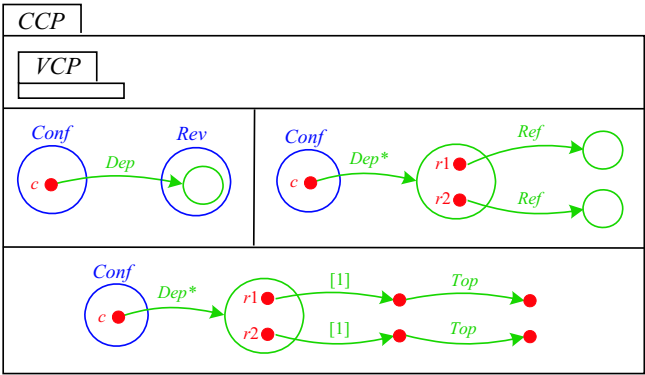 CCP
VCP
Conf Rev
Dep
c
Conf Ref
Dep*
r1
c
r2 Ref
Conf
Dep* r1 [1] Top
c
r2 [1] Top